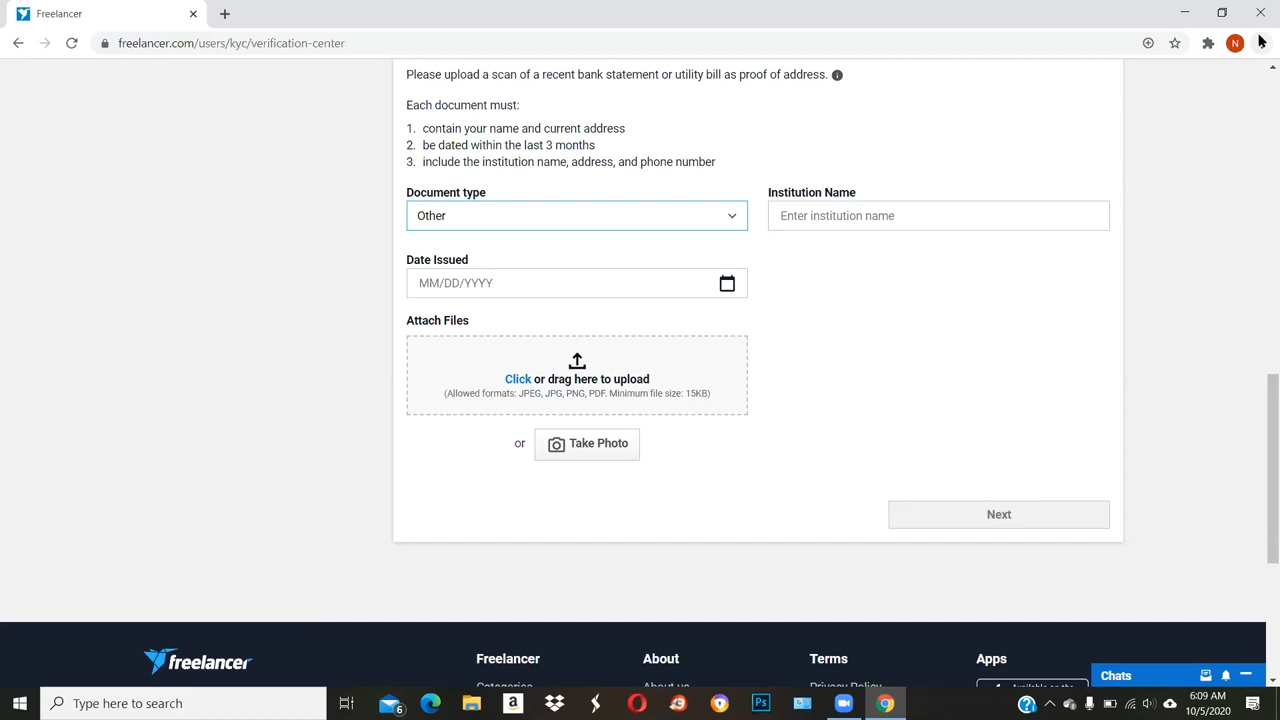 Freelancer
freelancer.com/users/kyc/verification-center
N
Please upload a scan of a recent bank statement or utility bill as proof of address.
Each document must:
1. contain your name and current address
2. be dated within the last 3 months
3. include the institution name, address, and phone number
Document type
Institution Name
Other
Enter institution name
Date Issued
MM/DD/YYYY
Attach Files
Click or drag here to upload
(Allowed formats: JPEG, JPG, PNG, PDF. Minimum file size: 15KB)
or
Take Photo
Next
freelancer
Freelancer
About
Terms
Apps
Categories
About us
Privacy Policy
Available on the
Chats
Type here to search
6
a
Ps
6:09 AM
10/5/2020